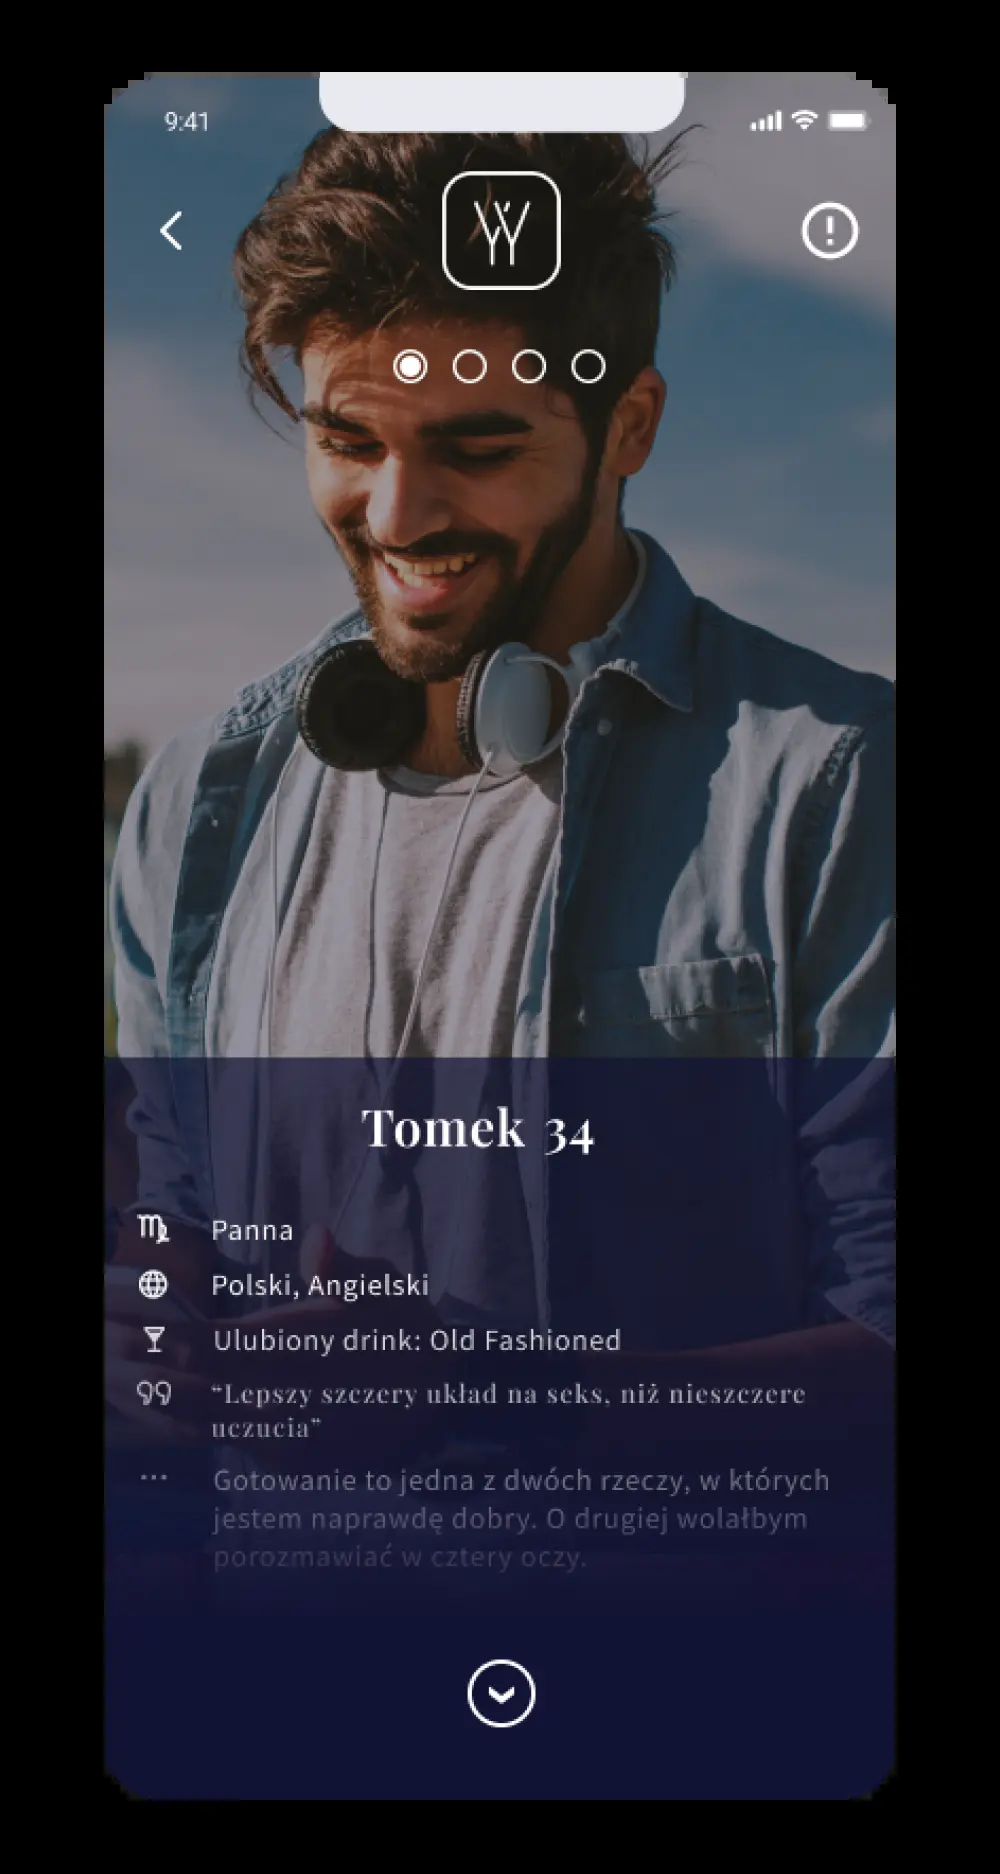 9:41
Tomek 34
Panna
Polski, Angielski
Ulubiony drink: Old Fashioned
“Lepszy szczery układ na seks, niż nieszczere
uczucia”
Gotowanie to jedna z dwóch rzeczy, w których
jestem naprawdę dobry. O drugiej wolałbym
porozmawiać w cztery oczy.